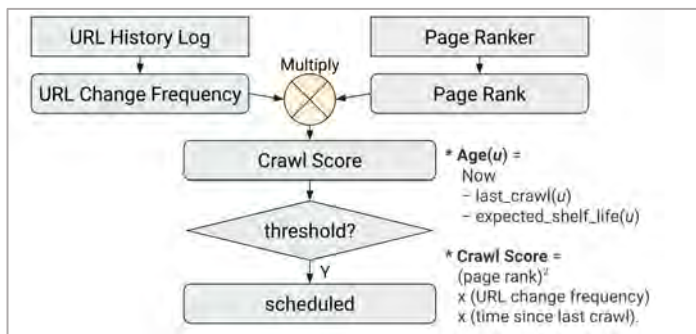 URL History Log
Page Ranker
Multiply
URL Change Frequency
Page Rank
Crawl Score
* Age(u) =
Now
– last_crawl(u)
– expected_shelf_life(u)
threshold?
Y
* Crawl Score =
(page rank)²
x (URL change frequency)
x (time since last crawl).
scheduled